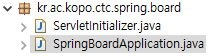 kr.ac.kopo.ctc.spring.board
ServletInitializer.java
SpringBoardApplication.java